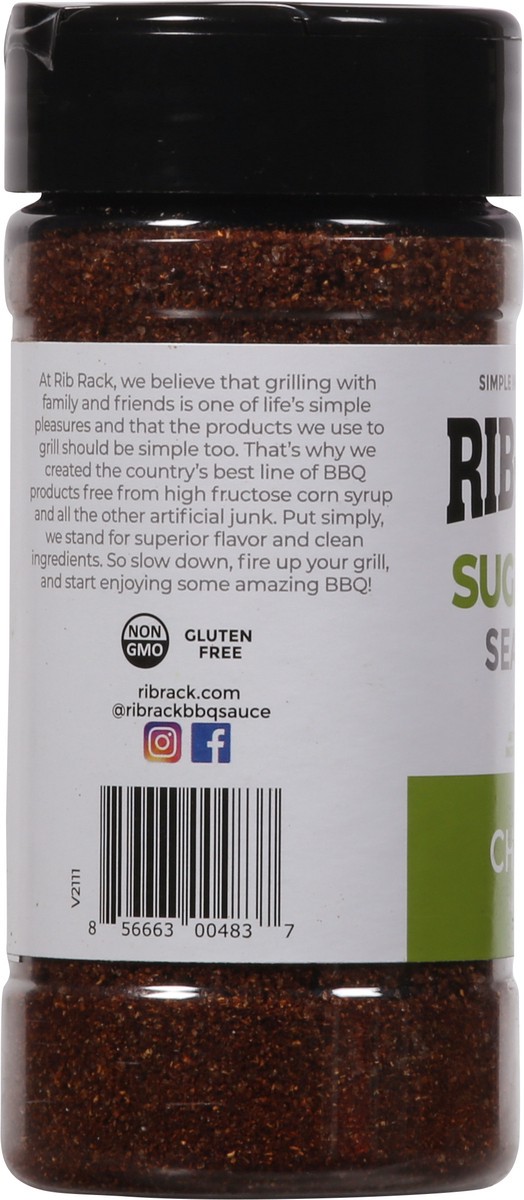 At Rib Rack, we believe that grilling with
family and friends is one of life's simple
pleasures and that the products we use to
grill should be simple too. That's why we
created the country's best line of BBQ
products free from high fructose corn syrup
and all the other artificial junk. Put simply,
we stand for superior flavor and clean
ingredients. So slow down, fire up your grill,
and start enjoying some amazing BBQ!
NON
GMO
GLUTEN
FREE
ribrack.com
@ribrackbbqsauce
V2111
8 56663 00483 7
SIMPLE
RIB